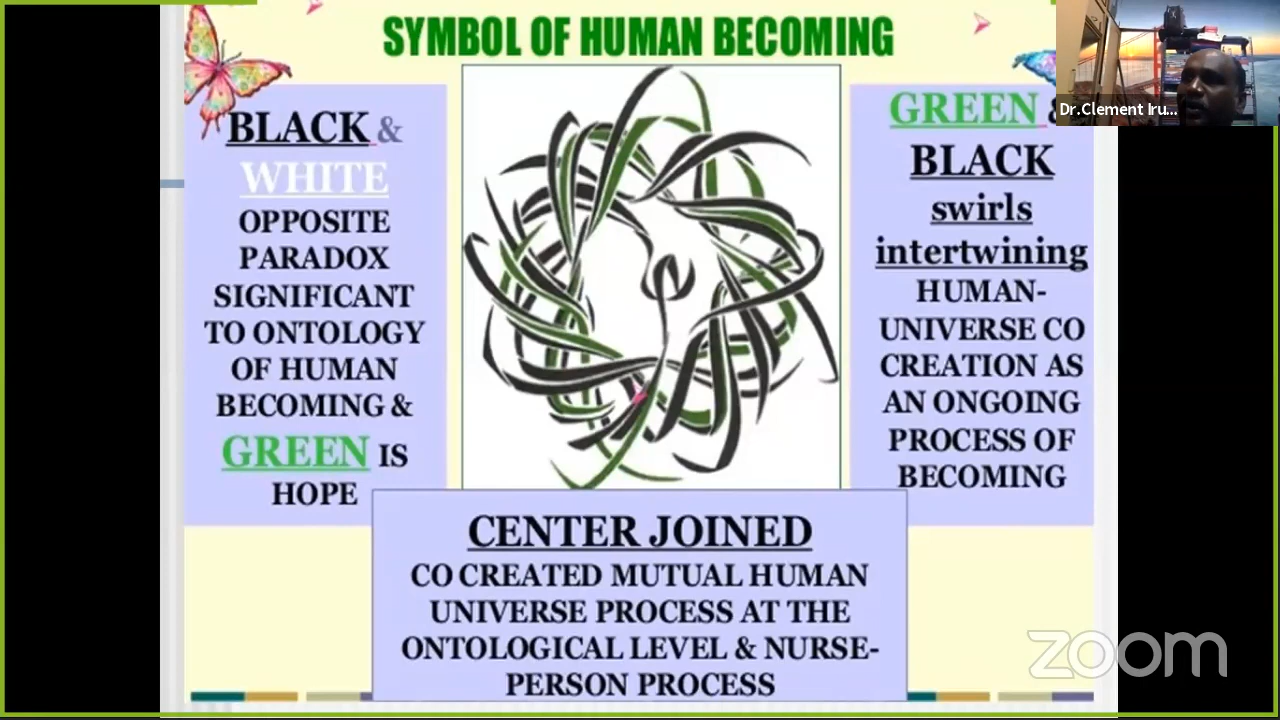 SYMBOL OF HUMAN BECOMING
BLACK &
WHITE
OPPOSITE
PARADOX
SIGNIFICANT
TO ONTOLOGY
OF HUMAN
BECOMING &
GREEN IS
HOPE
GREEN &
BLACK
swirls
intertwining
HUMAN-
UNIVERSE CO
CREATION AS
AN ONGOING
PROCESS OF
BECOMING
CENTER JOINED
CO CREATED MUTUAL HUMAN
UNIVERSE PROCESS AT THE
ONTOLOGICAL LEVEL & NURSE-
PERSON PROCESS
Dr.Clement Iru...
zoom